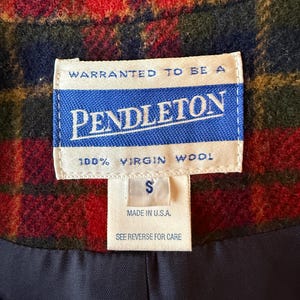 WARRANTED TO BE A
PENDLETON
100% VIRGIN WOOL
S
MADE IN U.S.A.
SEE REVERSE FOR CARE